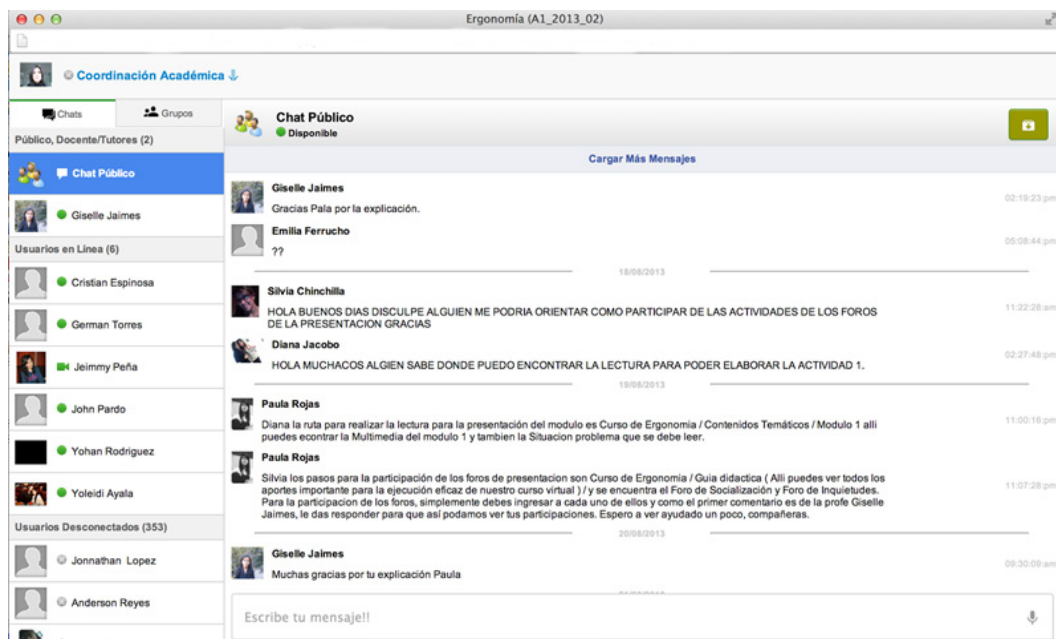 Ergonomía (A1_2013_02)
Coordinación Académica
Chats
Grupos
Público, Docente/Tutores (2)
Chat Público
Giselle Jaimes
Usuarios en Línea (6)
Cristian Espinosa
German Torres
Jeimmy Peña
John Pardo
Yohan Rodriguez
Yoleidi Ayala
Usuarios Desconectados (353)
Jonnathan Lopez
Anderson Reyes
Chat Público
Disponible
Cargar Más Mensajes
Giselle Jaimes
Gracias Pala por la explicación.
02:19:23:pm
Emilia Ferrucho
??
05:08:44:pm
18/08/2013
Silvia Chinchilla
HOLA BUENOS DIAS DISCULPE ALGUIEN ME PODRIA ORIENTAR COMO PARTICIPAR DE LAS ACTIVIDADES DE LOS FOROS
DE LA PRESENTACION GRACIAS
11:22:28:am
Diana Jacobo
HOLA MUCHACOS ALGIEN SABE DONDE PUEDO ENCONTRAR LA LECTURA PARA PODER ELABORAR LA ACTIVIDAD 1.
02:27:48:pm
19/08/2013
Paula Rojas
Diana la ruta para realizar la lectura para la presentación del modulo es Curso de Ergonomia / Contenidos Temáticos / Modulo 1 alli
puedes econtrar la Multimedia del modulo 1 y tambien la Situacion problema que se debe leer.
11:00:16:pm
Paula Rojas
Silvia los pasos para la participación de los foros de presentacion son Curso de Ergonomia / Guia didactica ( Alli puedes ver todos los
aportes importante para la ejecución eficaz de nuestro curso virtual ) / y se encuentra el Foro de Socialización y Foro de Inquietudes.
Para la participacion de los foros, simplemente debes ingresar a cada uno de ellos y como el primer comentario es de la profe Giselle
Jaimes, le das responder para que así podamos ver tus participaciones. Espero a ver ayudado un poco, compañeras.
11:07:28:pm
20/08/2013
Giselle Jaimes
Muchas gracias por tu explicación Paula
09:30:09:am
Escribe tu mensaje!!